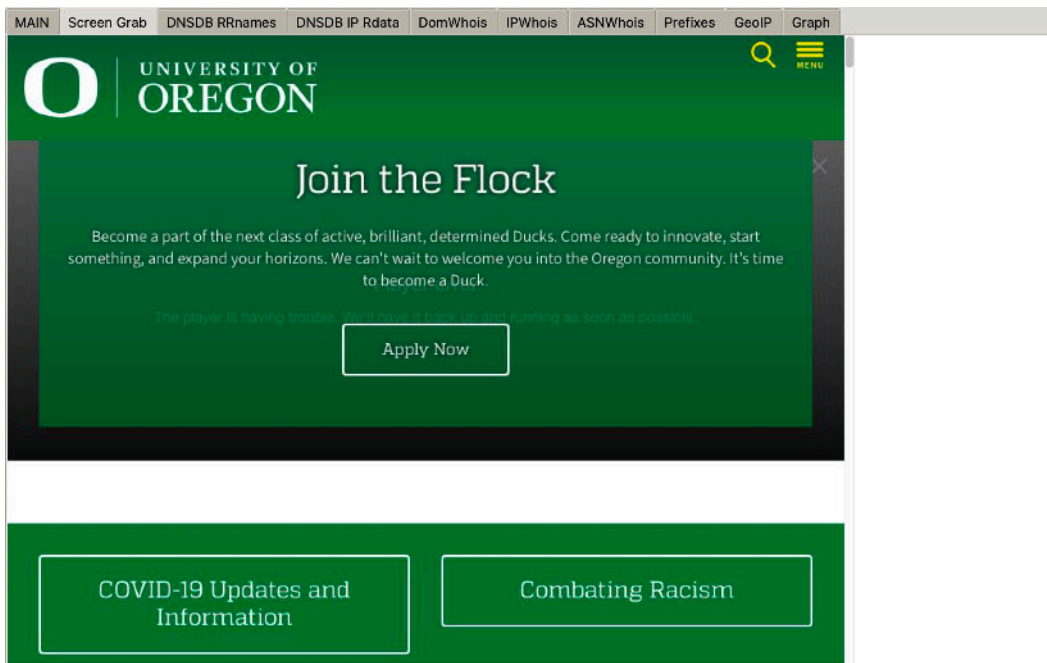 MAIN Screen Grab DNSDB RRnames DNSDB IP Rdata DomWhois IPWhois ASNWhois Prefixes GeoIP Graph
O UNIVERSITY OF
OREGON
MENU
Join the Flock
Become a part of the next class of active, brilliant, determined Ducks. Come ready to innovate, start
something, and expand your horizons. We can't wait to welcome you into the Oregon community. It's time
to become a Duck.
The player is having trouble. We'll have it back up and running as soon as possible.
Apply Now
COVID-19 Updates and
Information
Combating Racism